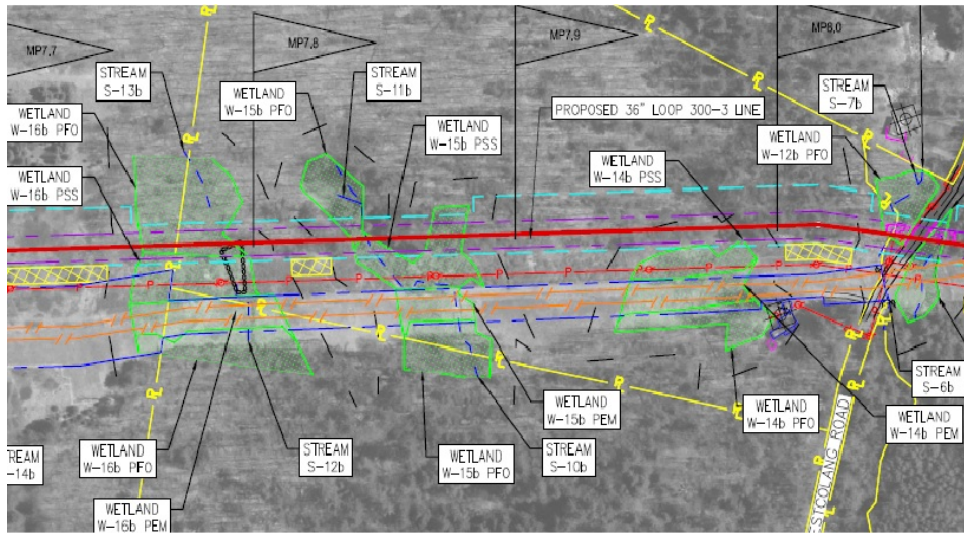 MP7.7
MP7.8
MP7.9
MP8.0
STREAM
S-13b
WETLAND
W-15b PFO
STREAM
S-11b
WETLAND
W-15b PSS
PROPOSED 36" LOOP 300-3 LINE
STREAM
S-7b
WETLAND
W-12b PFO
WETLAND
W-14b PSS
WETLAND
W-16b PFO
WETLAND
W-16b PSS
STREAM
S-6b
WETLAND
W-14b PEM
WETLAND
W-14b PFO
WETLAND
W-15b PEM
STREAM
S-10b
WETLAND
W-15b PFO
STREAM
S-12b
WETLAND
W-16b PFO
WETLAND
W-16b PEM
TREAM
-14b
ESTCOLANG ROAD